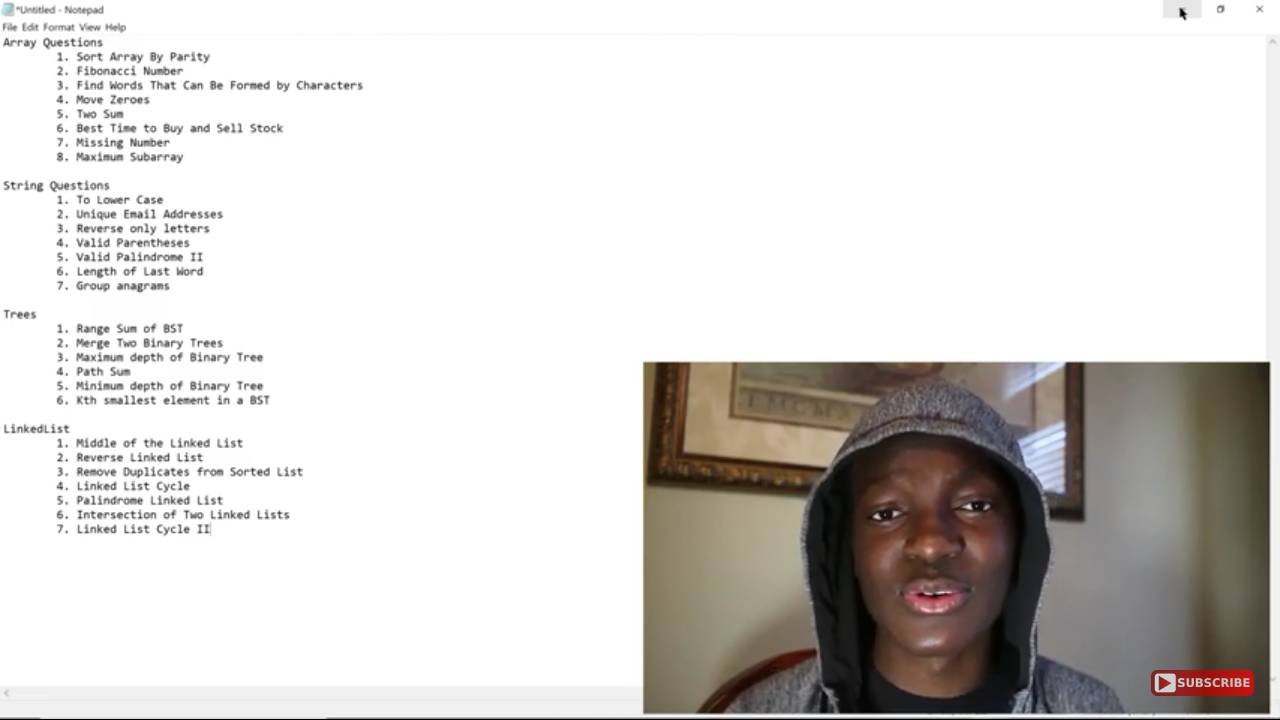 *Untitled - Notepad
File Edit Format View Help
Array Questions
1. Sort Array By Parity
2. Fibonacci Number
3. Find Words That Can Be Formed by Characters
4. Move Zeroes
5. Two Sum
6. Best Time to Buy and Sell Stock
7. Missing Number
8. Maximum Subarray
String Questions
1. To Lower Case
2. Unique Email Addresses
3. Reverse only letters
4. Valid Parentheses
5. Valid Palindrome II
6. Length of Last Word
7. Group anagrams
Trees
1. Range Sum of BST
2. Merge Two Binary Trees
3. Maximum depth of Binary Tree
4. Path Sum
5. Minimum depth of Binary Tree
6. Kth smallest element in a BST
LinkedList
1. Middle of the Linked List
2. Reverse Linked List
3. Remove Duplicates from Sorted List
4. Linked List Cycle
5. Palindrome Linked List
6. Intersection of Two Linked Lists
7. Linked List Cycle II
SUBSCRIBE